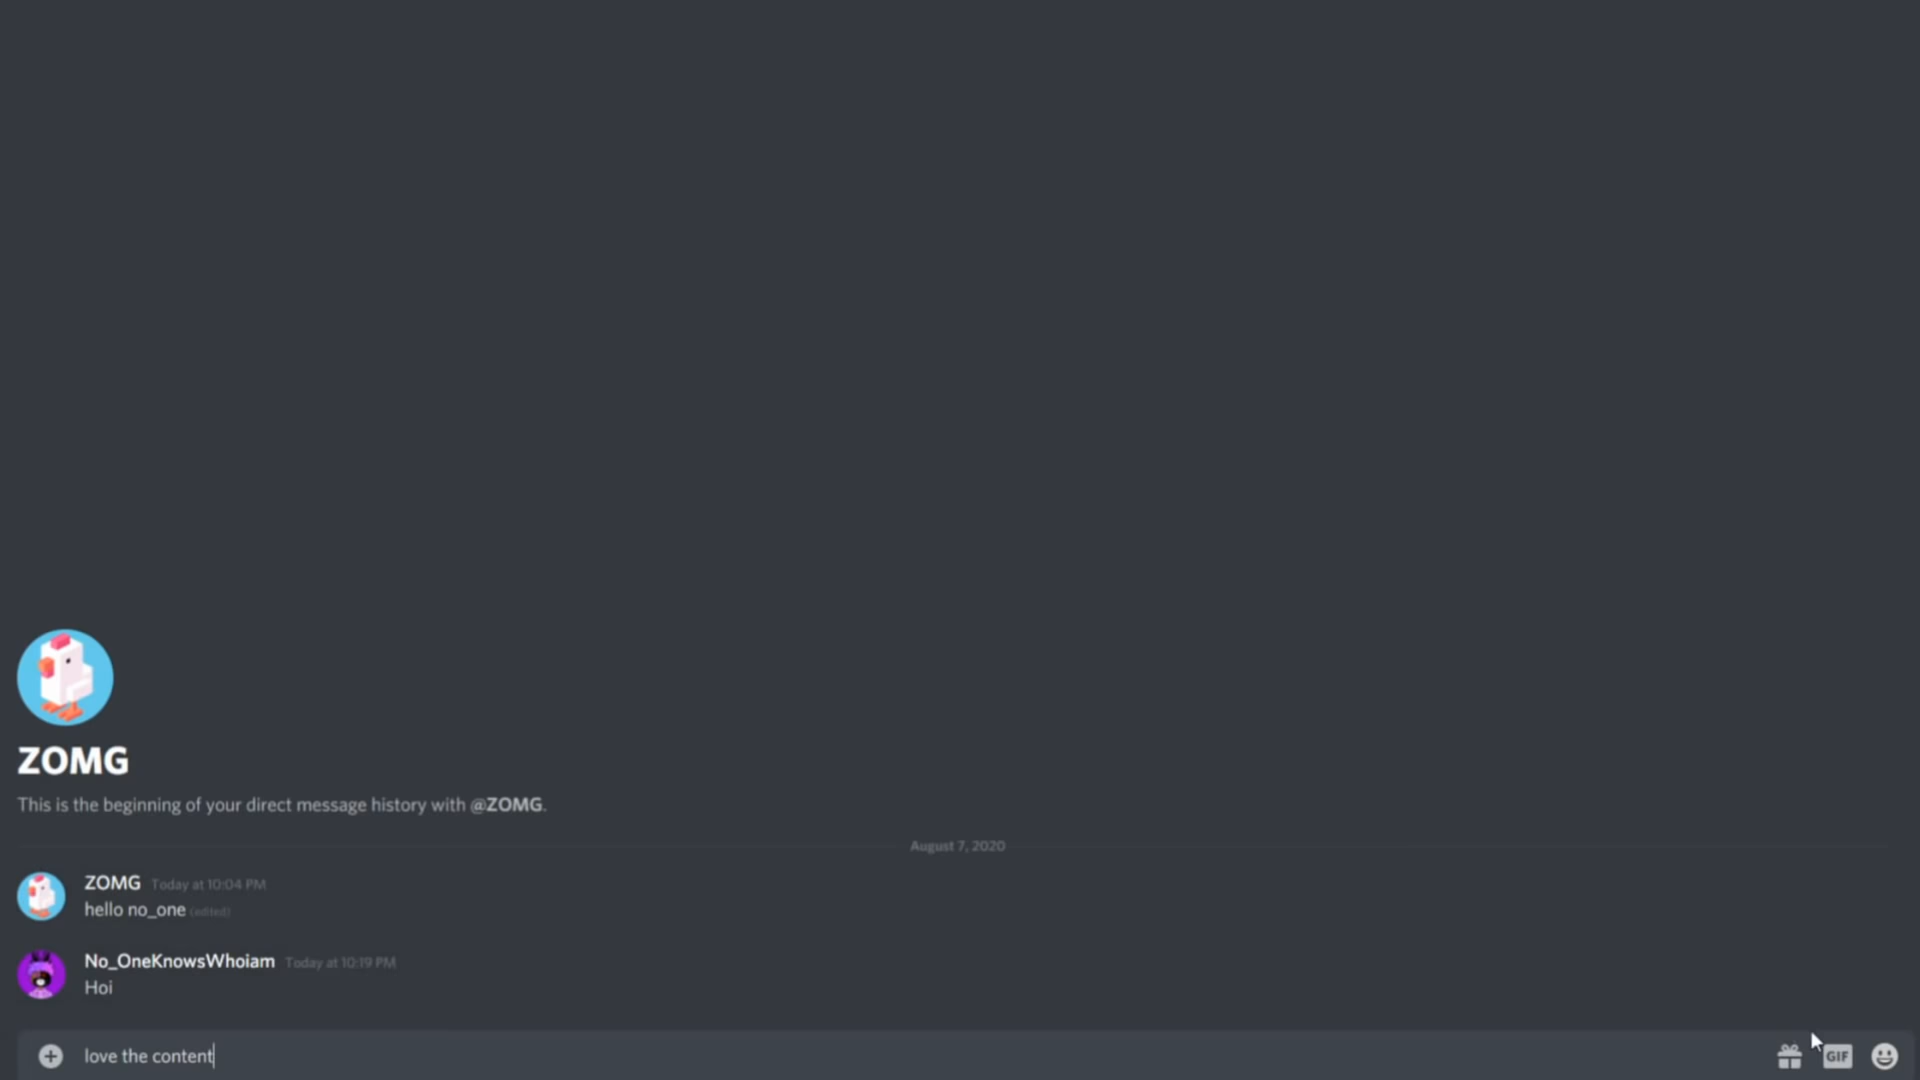 ZOMG
This is the beginning of your direct message history with @ZOMG.
August 7, 2020
ZOMG Today at 10:04 PM
hello no_one (edited)
No_OneKnowsWhoiam Today at 10:19 PM
Hoi
love the content
GIF